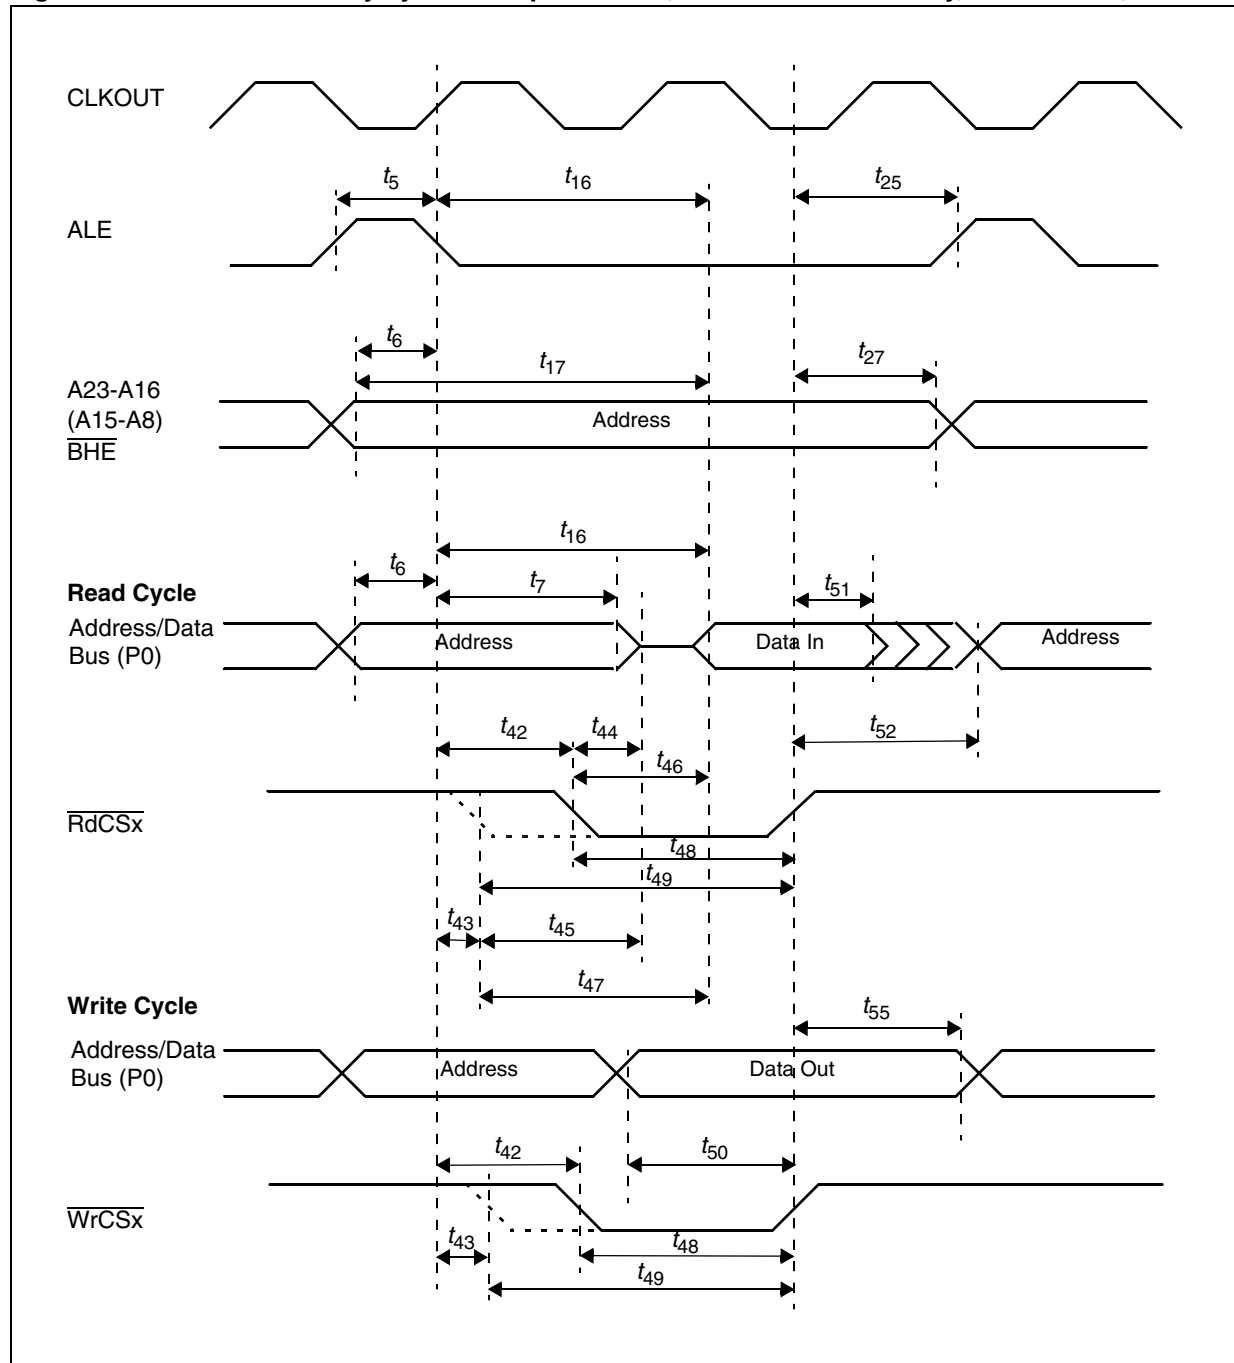 CLKOUT
t5 t16 t25
ALE
t6 t17 t27
A23-A16
(A15-A8)
BHE
Address
t16
t6 t7 t51
Read Cycle
Address/Data
Bus (P0)
Address Data In Address
t42 t44 t52
t46
RdCSx
t48
t49
t43 t45
t47
Write Cycle
t55
Address/Data
Bus (P0)
Address Data Out
t42 t50
WrCSx
t43 t48
t49